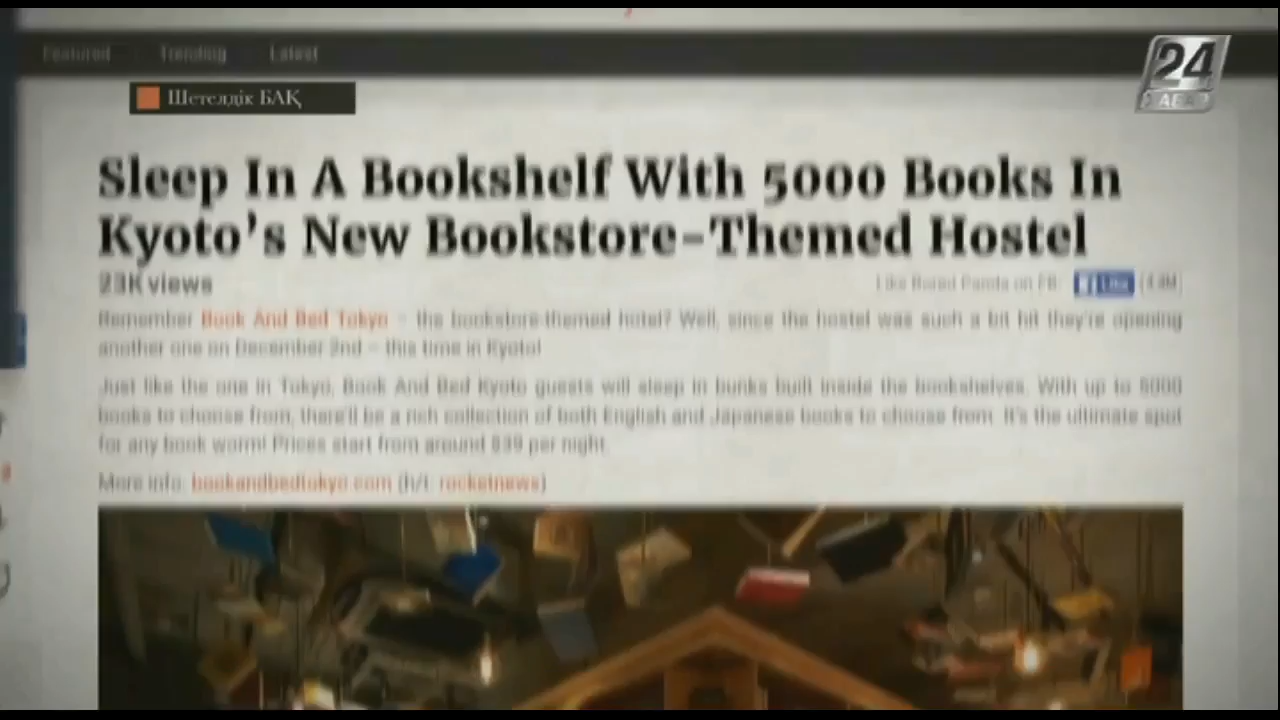 Featured Trending Latest
24
Шетелдік БАҚ
ХАБАР
Sleep In A Bookshelf With 5000 Books In
Kyoto's New Bookstore-Themed Hostel
23K views
Like Bored Panda on FB: Like
Remember Book And Bed Tokyo – the bookstore-themed hotel? Well, since the hostel was such a bit hit they're opening
another one on December 2nd – this time in Kyoto!
Just like the one in Tokyo, Book And Bed Kyoto guests will sleep in bunks built inside the bookshelves. With up to 5000
books to choose from, there'll be a rich collection of both English and Japanese books to choose from. It's the ultimate spot
for any book worm! Prices start from around $39 per night.
More info: bookandbedtokyo.com (h/t: rocketnews)